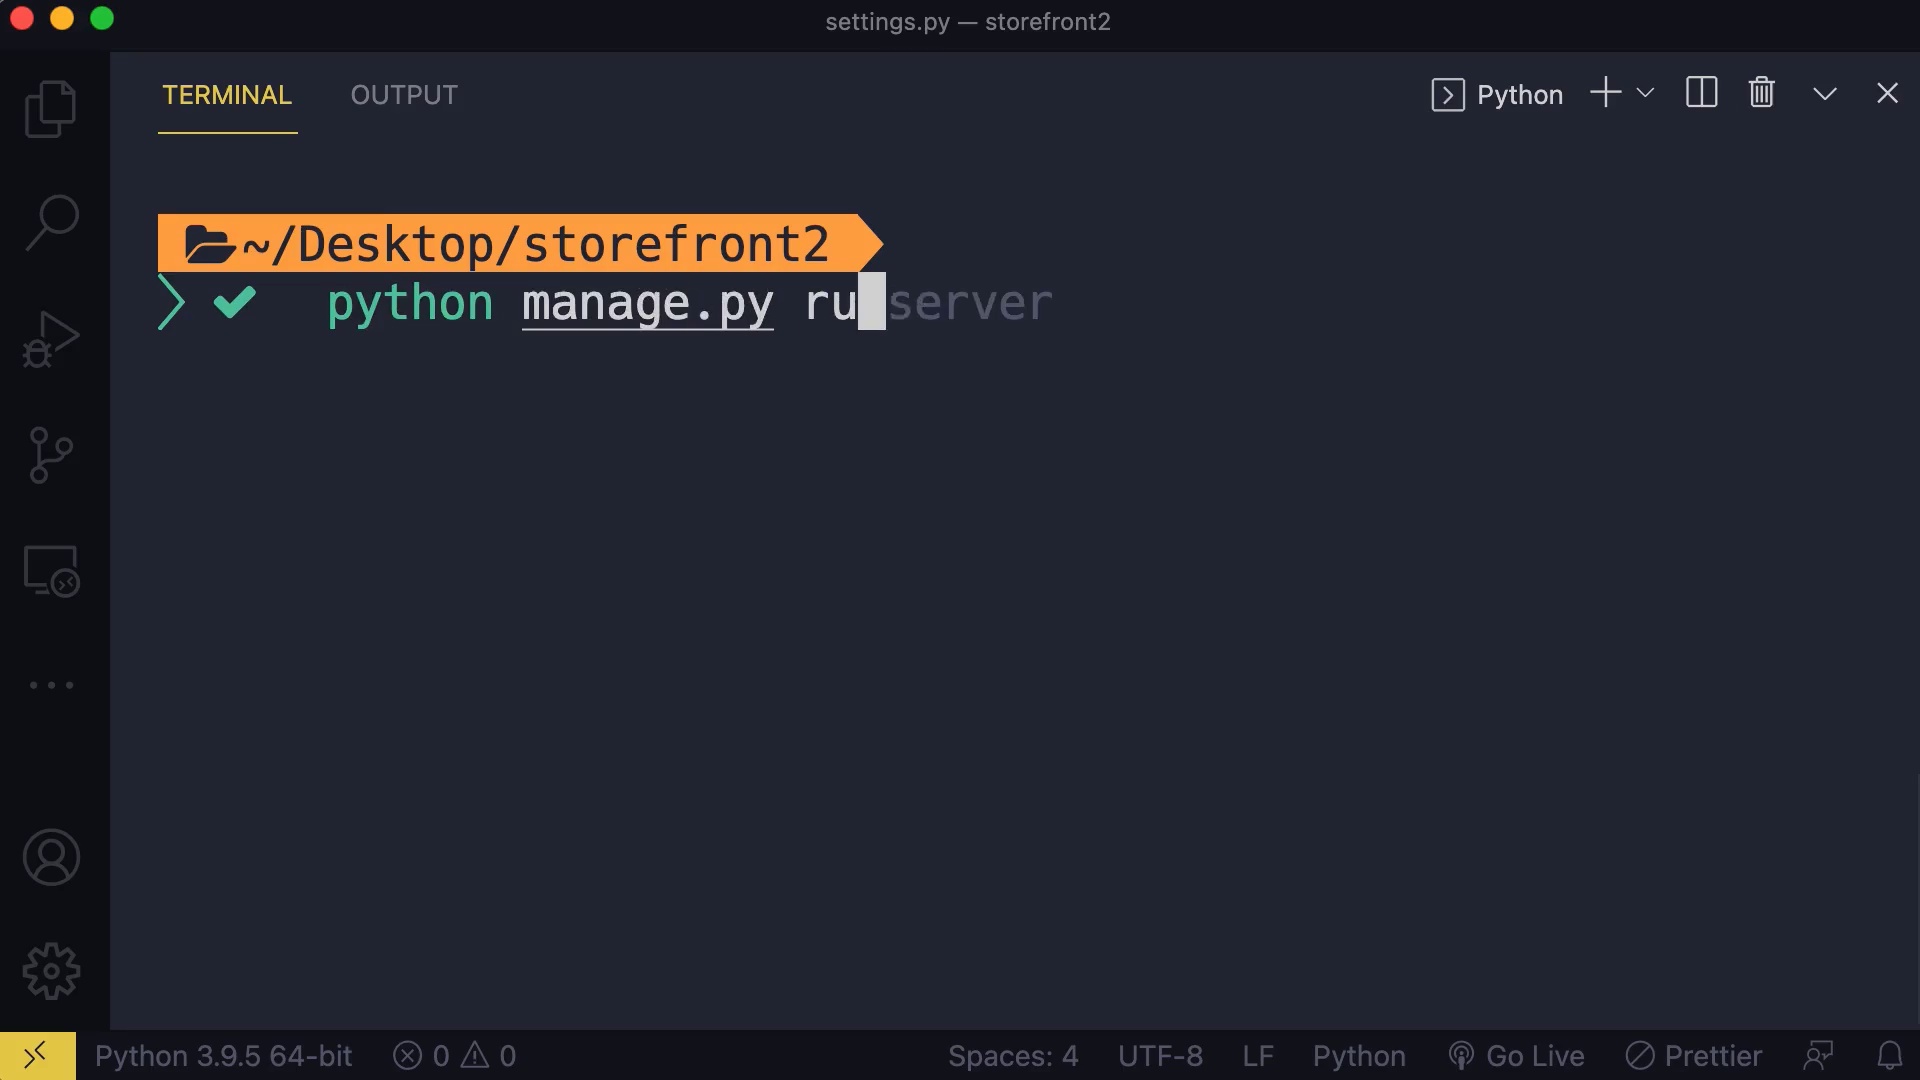 settings.py — storefront2
TERMINAL OUTPUT Python
~/Desktop/storefront2
python manage.py ru server
Python 3.9.5 64-bit 0 0 Spaces: 4 UTF-8 LF Python Go Live Prettier